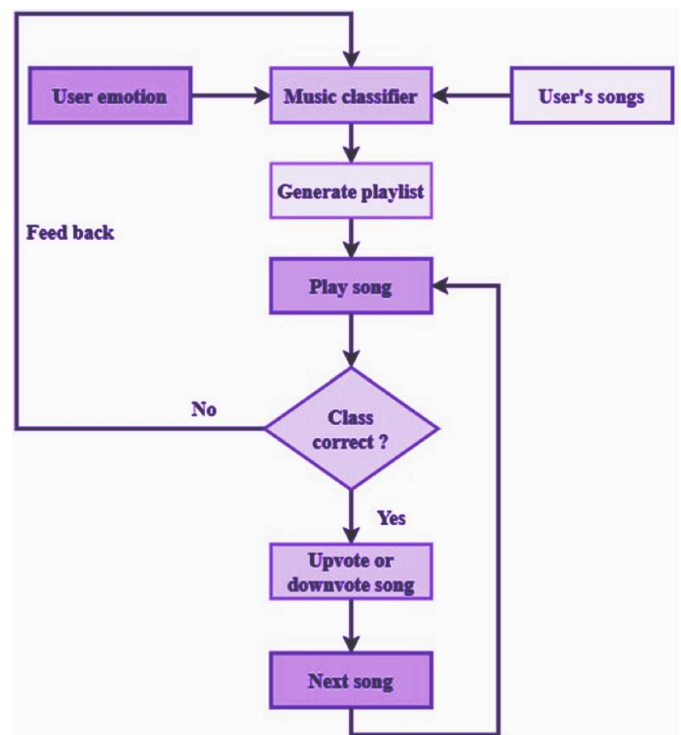 User emotion
Music classifier
User's songs
Generate playlist
Feed back
Play song
No
Class
correct ?
Yes
Upvote or
downvote song
Next song